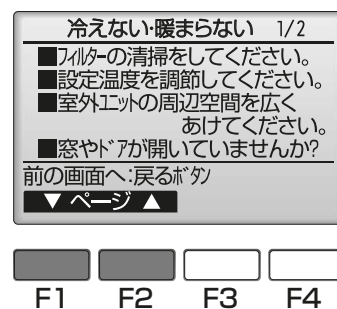 冷えない･暖まらない 1/2
■フィルターの清掃をしてください。
■設定温度を調節してください。
■室外ユニットの周辺空間を広く
あけてください。
■窓やドアが開いていませんか?
前の画面へ:戻るボタン
▼ ページ ▲
F1 F2 F3 F4